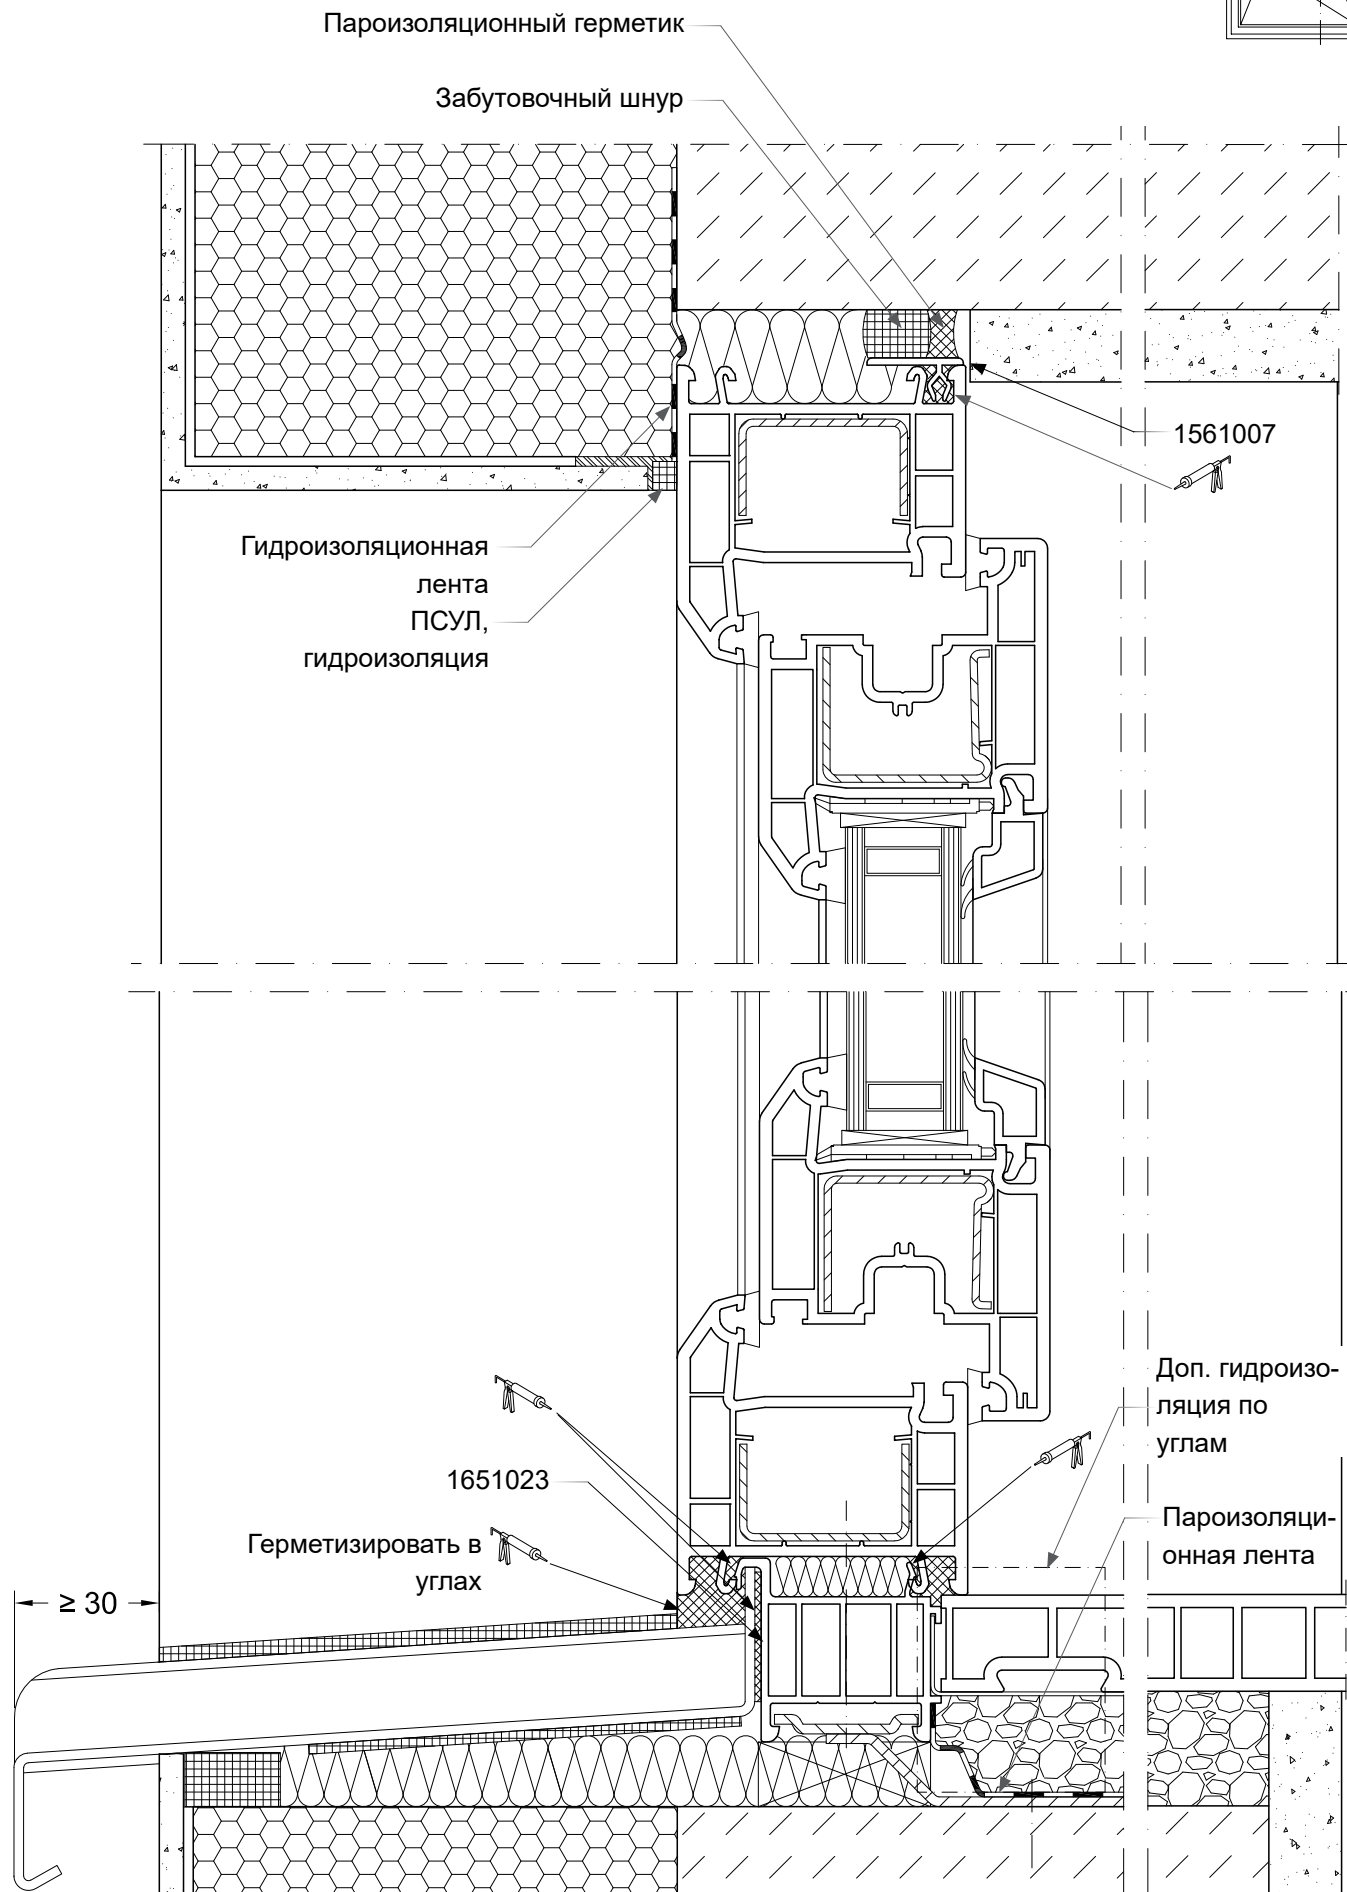 Пароизоляционный герметик
Забутовочный шнур
1561007
Гидроизоляционная
лента
ПСУЛ,
гидроизоляция
Доп. гидроизо-
ляция по
углам
1651023
Пароизоляци-
онная лента
Герметизировать в
углах
≥ 30